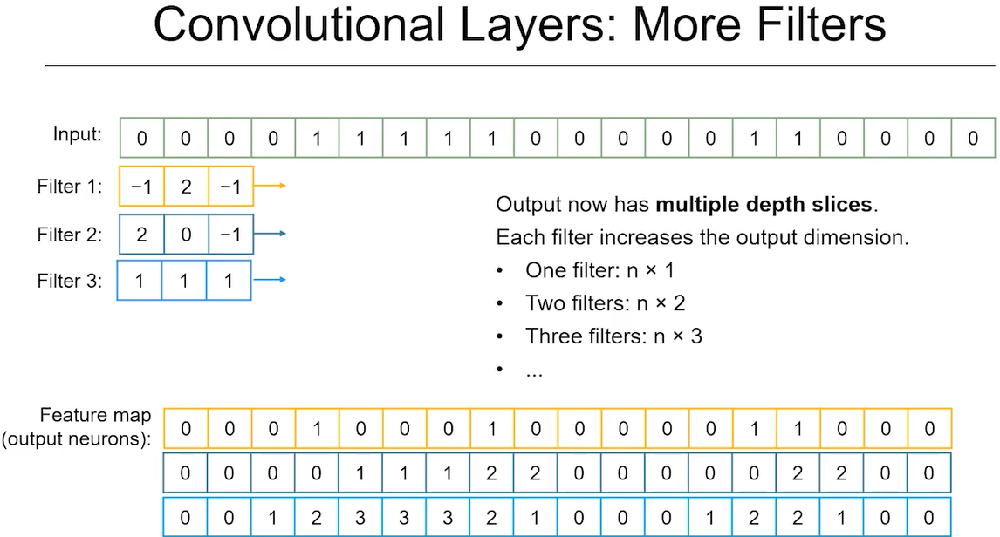 Convolutional Layers: More Filters
Input: 0 0 0 0 1 1 1 1 1 0 0 0 0 0 1 1 0 0 0 0
Filter 1: −1 2 −1
Filter 2: 2 0 −1
Filter 3: 1 1 1
Output now has multiple depth slices.
Each filter increases the output dimension.
• One filter: n × 1
• Two filters: n × 2
• Three filters: n × 3
• ...
Feature map
(output neurons):
0 0 0 1 0 0 0 1 0 0 0 0 0 1 1 0 0 0
0 0 0 0 1 1 1 2 2 0 0 0 0 0 2 2 0 0
0 0 1 2 3 3 3 2 1 0 0 0 1 2 2 1 0 0